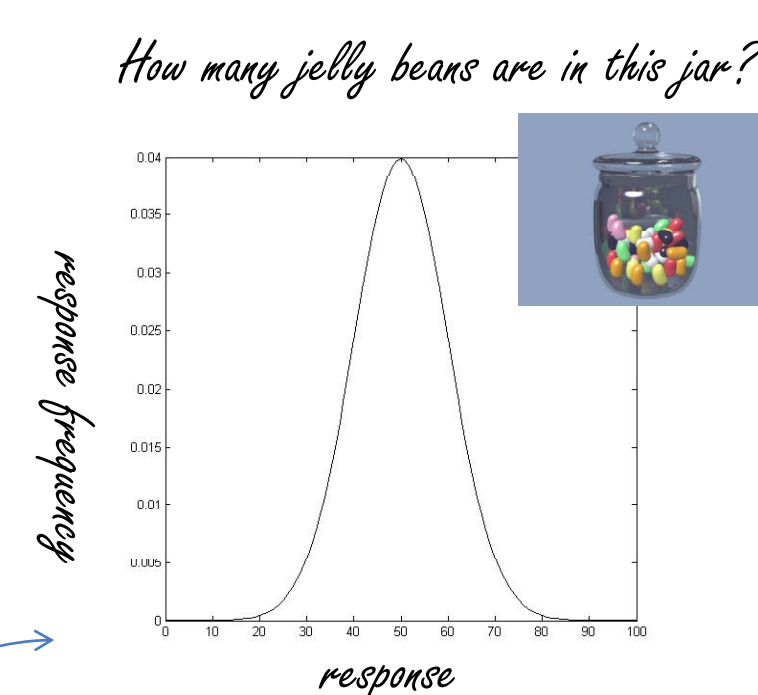 How many jelly beans are in this jar?
0.04
0.035
0.03
0.025
0.02
0.015
0.01
0.005
0
0 10 20 30 40 50 60 70 80 90 100
response frequency
response